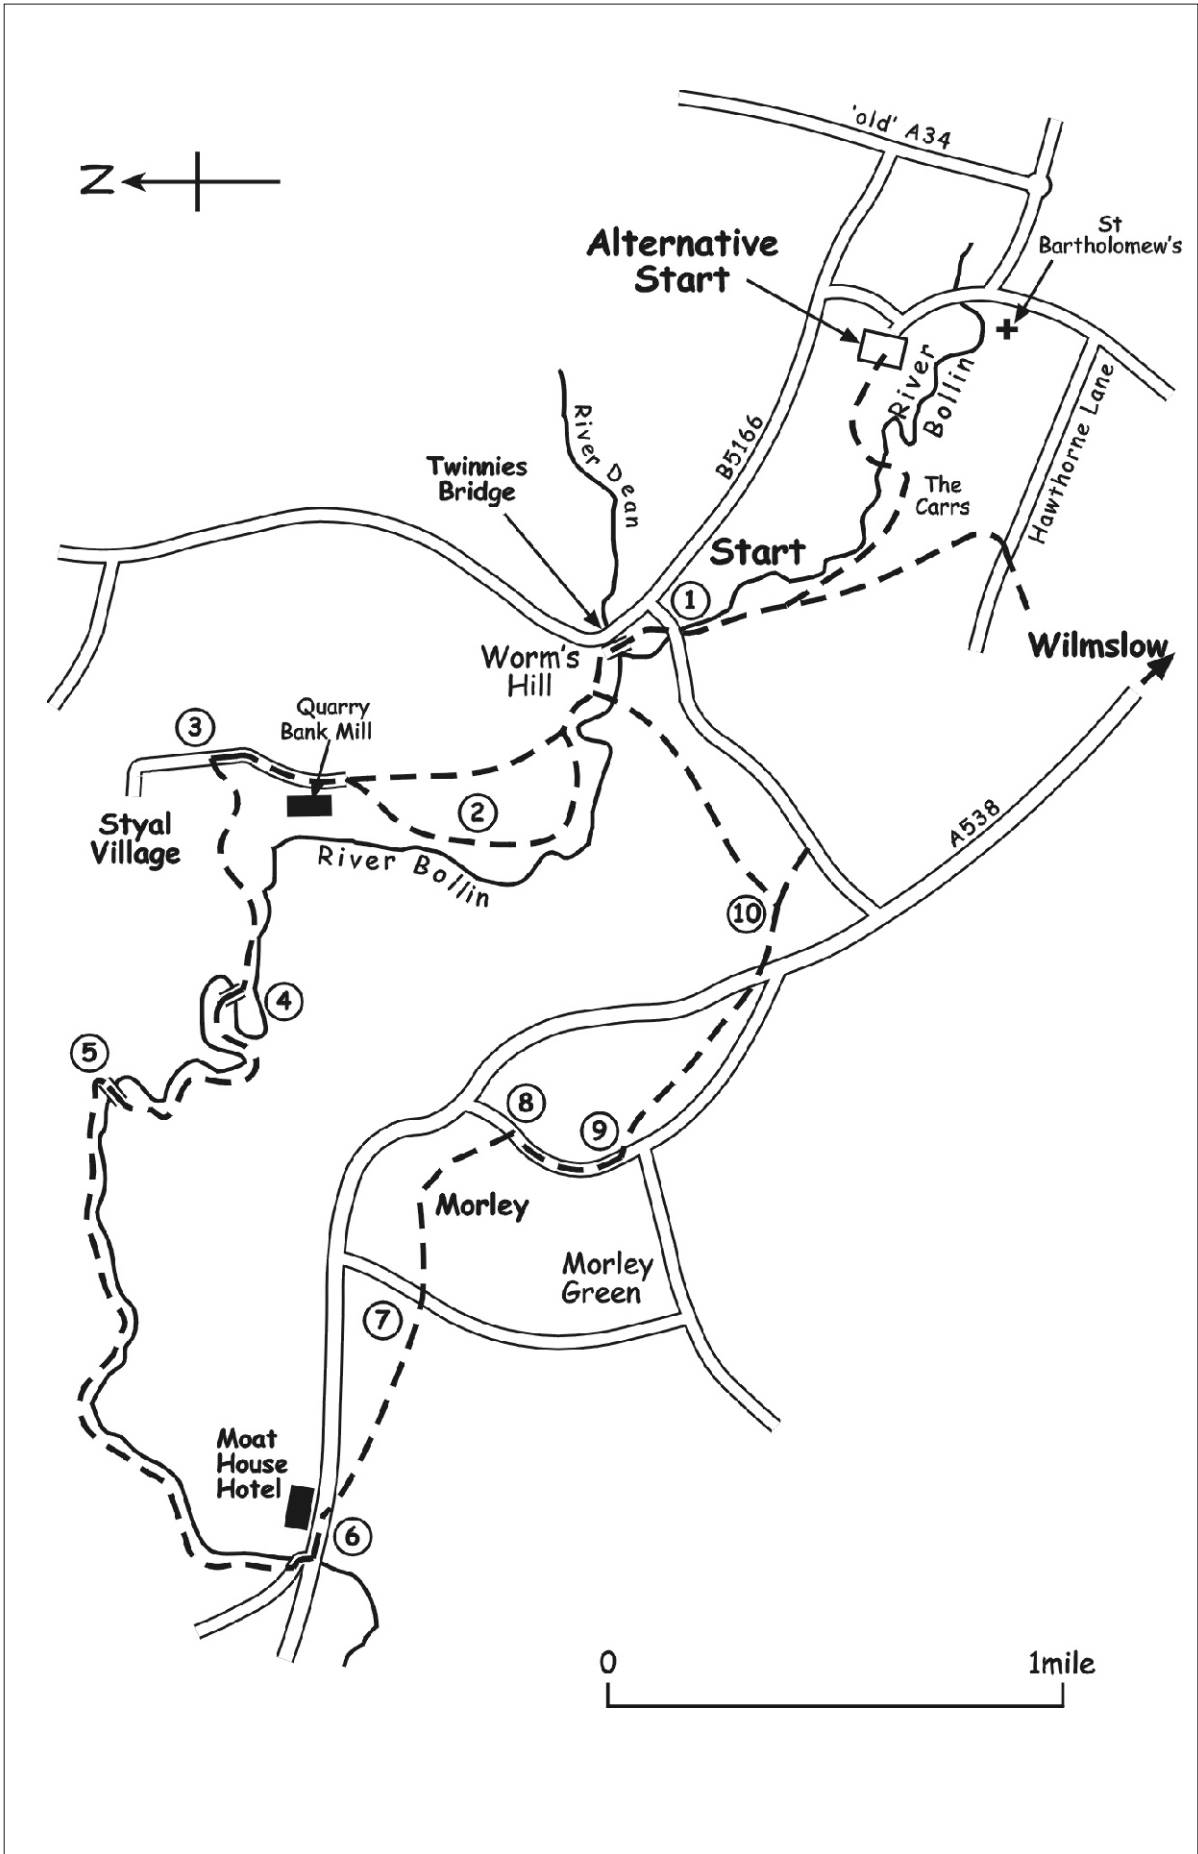 'old' A34
N
St
Bartholomew's
Alternative
Start
River
Bollin
Hawthorne Lane
B5166
River Dean
Twinnies
Bridge
The
Carrs
Start
1
Worm's
Hill
Wilmslow
Quarry
Bank Mill
3
2
Styal
Village
River Bollin
A538
10
4
5
8
9
Morley
Morley
Green
7
Moat
House
Hotel
6
0
1mile